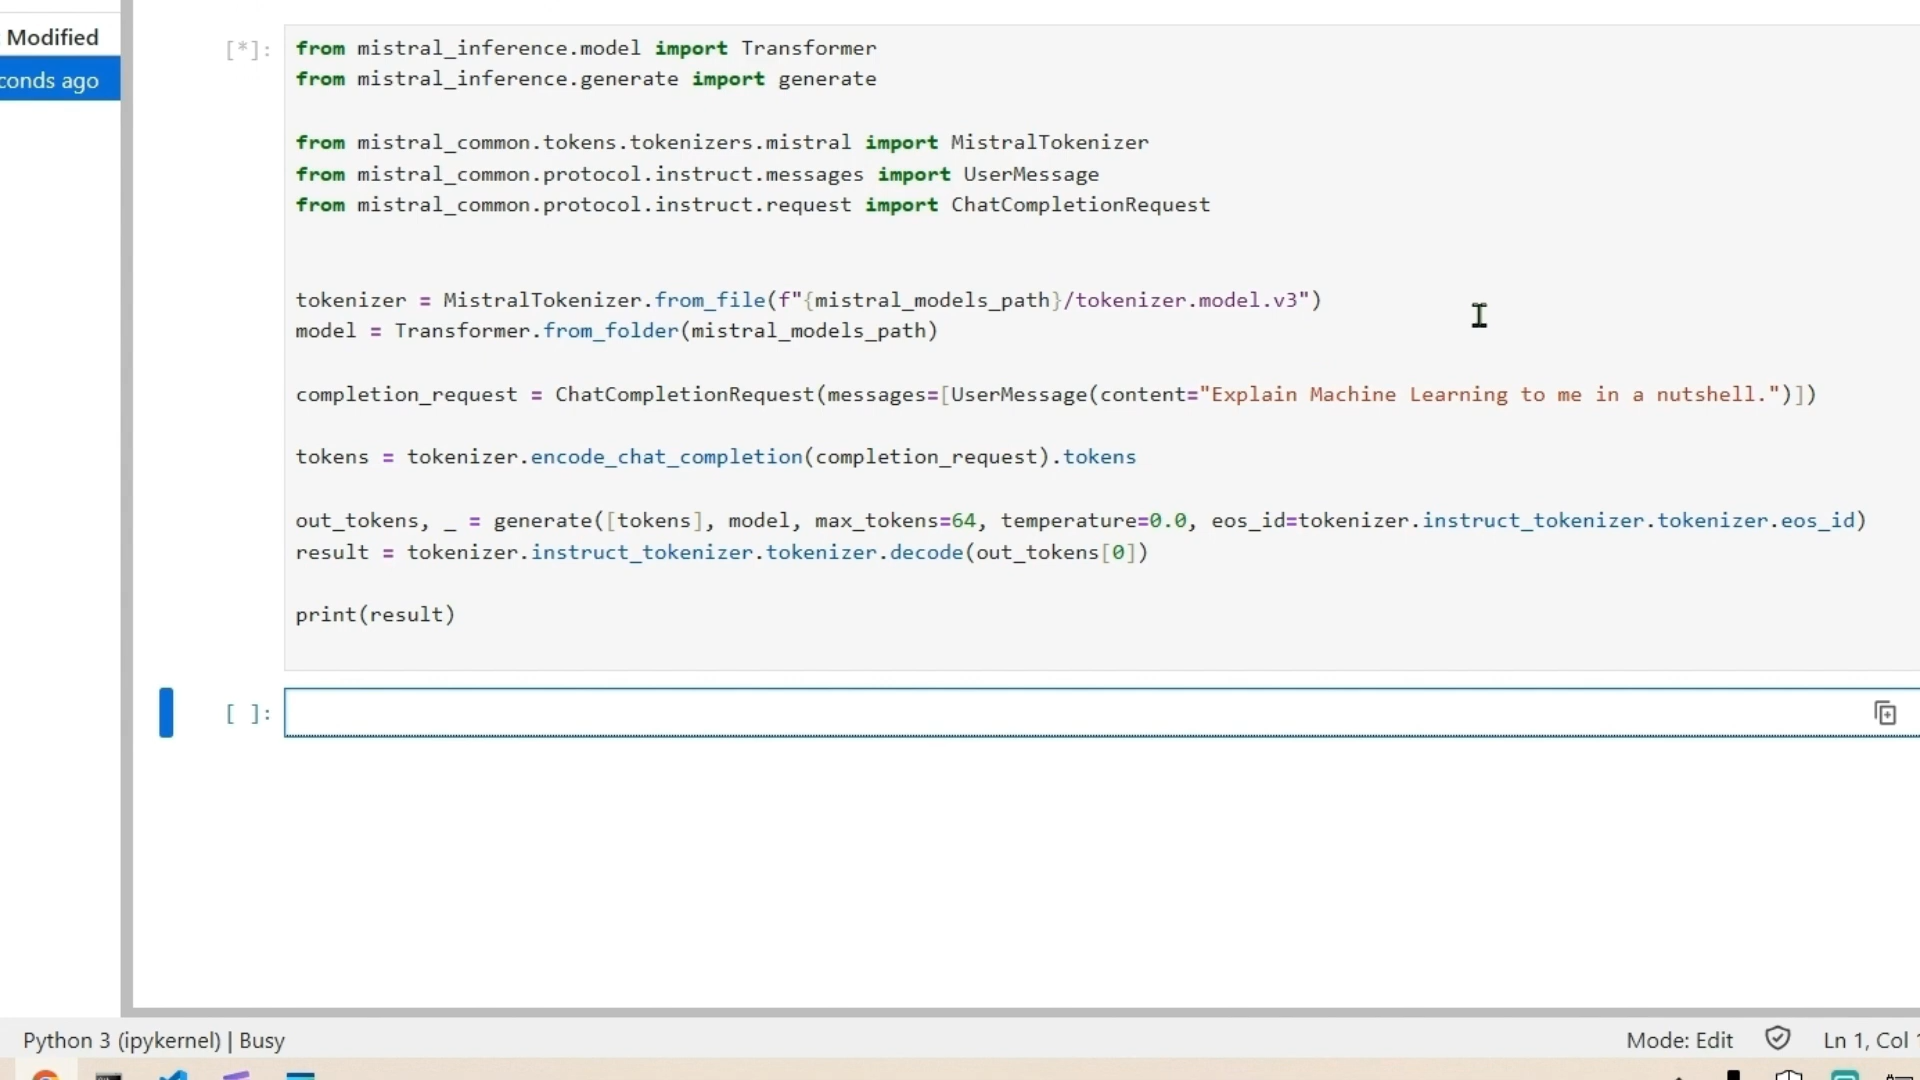 Modified
conds ago
[*]:
from mistral_inference.model import Transformer
from mistral_inference.generate import generate
from mistral_common.tokens.tokenizers.mistral import MistralTokenizer
from mistral_common.protocol.instruct.messages import UserMessage
from mistral_common.protocol.instruct.request import ChatCompletionRequest
tokenizer = MistralTokenizer.from_file(f"{mistral_models_path}/tokenizer.model.v3")
model = Transformer.from_folder(mistral_models_path)
completion_request = ChatCompletionRequest(messages=[UserMessage(content="Explain Machine Learning to me in a nutshell.")])
tokens = tokenizer.encode_chat_completion(completion_request).tokens
out_tokens, _ = generate([tokens], model, max_tokens=64, temperature=0.0, eos_id=tokenizer.instruct_tokenizer.tokenizer.eos_id)
result = tokenizer.instruct_tokenizer.tokenizer.decode(out_tokens[0])
print(result)
[ ]:
Python 3 (ipykernel) | Busy
Mode: Edit
Ln 1, Col